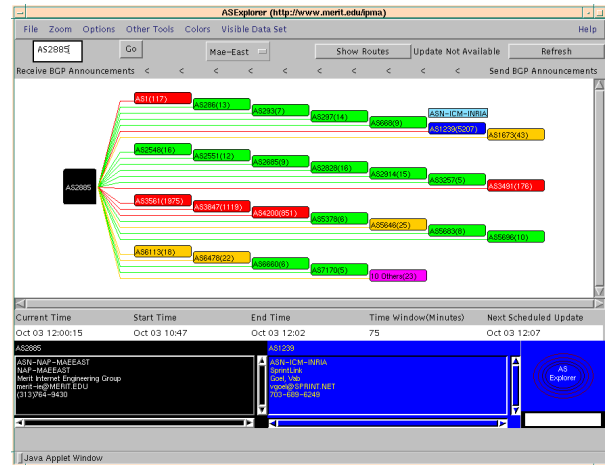 ASExplorer (http://www.merit.edu/ipma)
File Zoom Options Other Tools Colors Visible Data Set Help
AS2885 Go Mae-East Show Routes Update Not Available Refresh
Receive BGP Announcements < < < < < < < < < < Send BGP Announcements
AS1(117)
AS286(13)
AS293(7)
AS297(14)
AS668(9)
ASN-ICM-INRIA
AS1239(5207)
AS1673(43)
AS2548(16)
AS2551(12)
AS2685(9)
AS2828(16)
AS2914(15)
AS3257(5)
AS3491(176)
AS2885
AS3561(1975)
AS3847(1119)
AS4200(851)
AS5378(6)
AS5646(25)
AS5683(8)
AS5696(10)
AS6113(18)
AS6478(22)
AS6660(6)
AS7170(5)
10 Others(23)
Current Time Start Time End Time Time Window(Minutes) Next Scheduled Update
Oct 03 12:00:15 Oct 03 10:47 Oct 03 12:02 75 Oct 03 12:07
AS2885
ASN-NAP-MAEEAST
NAP-MAEEAST
Merit Internet Engineering Group
merit-ie@MERIT.EDU
(313)764-9430
AS1239
ASN-ICM-INRIA
SprintLink
Goel, Vab
vgoel@SPRINT.NET
703-689-6249
AS
Explorer
Java Applet Window